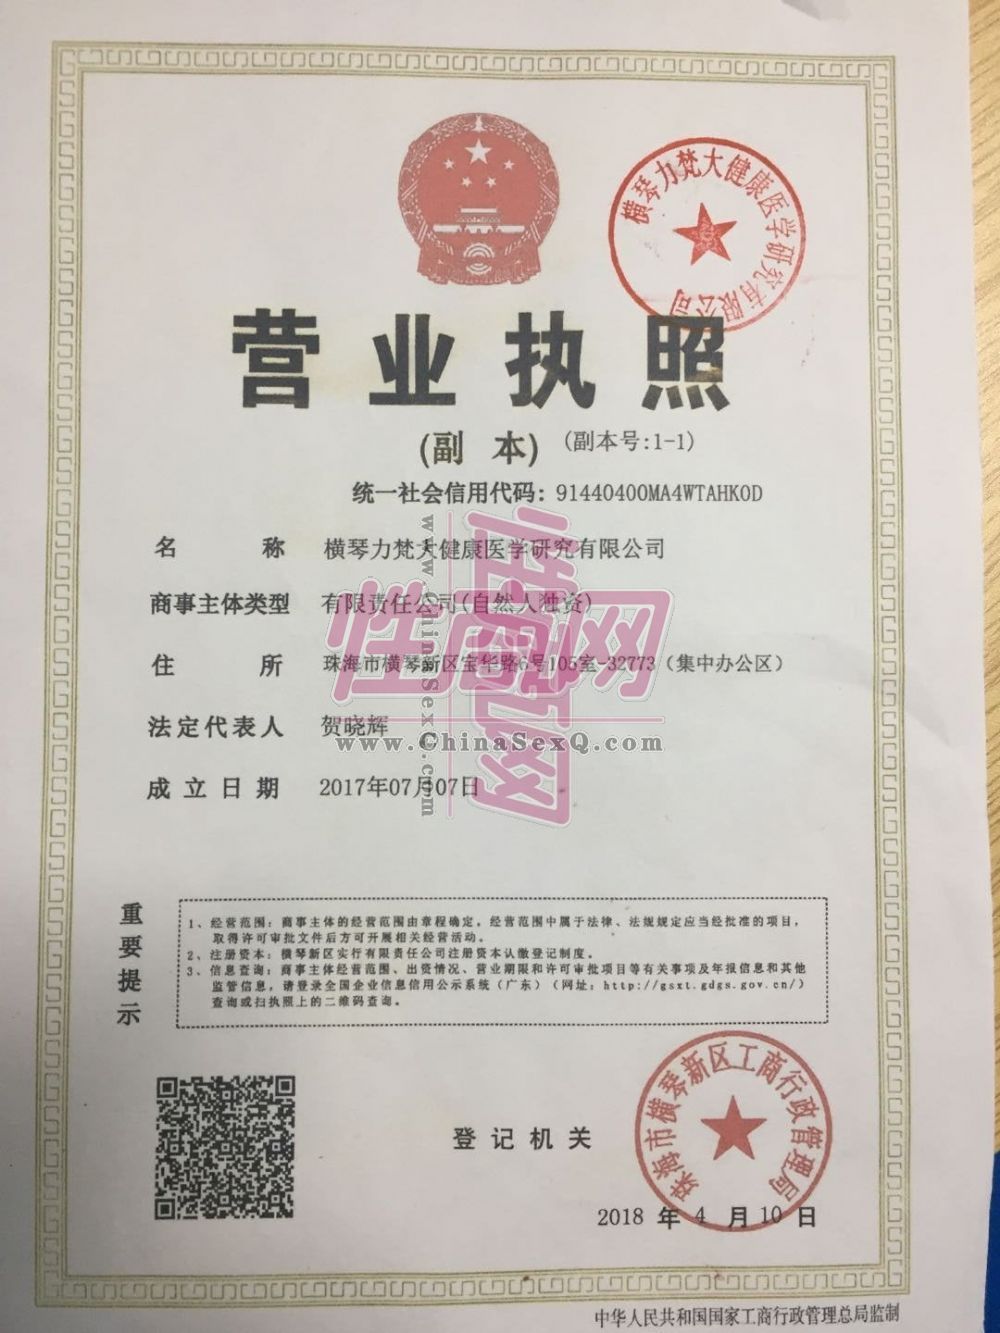 横琴力梵大健康医学研究有限公司
营业执照
(副 本) (副本号:1-1)
统一社会信用代码：91440400MA4WTAHK0D
名称 横琴力梵大健康医学研究有限公司
商事主体类型 有限责任公司(自然人独资)
住所 珠海市横琴新区宝华路6号105室-32773（集中办公区）
法定代表人 贺晓辉
成立日期 2017年07月07日
性商网
www.ChinaSexQ.com
性商网
www.ChinaSexQ.com
重要提示
1、经营范围：商事主体的经营范围由章程确定。经营范围中属于法律、法规规定应当经批准的项目，
取得许可审批文件后方可开展相关经营活动。
2、注册资本：横琴新区实行有限责任公司注册资本认缴登记制度。
3、信息查询：商事主体经营范围、出资情况、营业期限和许可审批项目等有关事项及年报信息和其他
监管信息，请登录全国企业信息信用公示系统（广东）（网址：http://gsxt.gdgs.gov.cn/）
查询或扫执照上的二维码查询。
登记机关
珠海市横琴新区工商行政管理局
2018 年 4 月 10 日
中华人民共和国国家工商行政管理总局监制